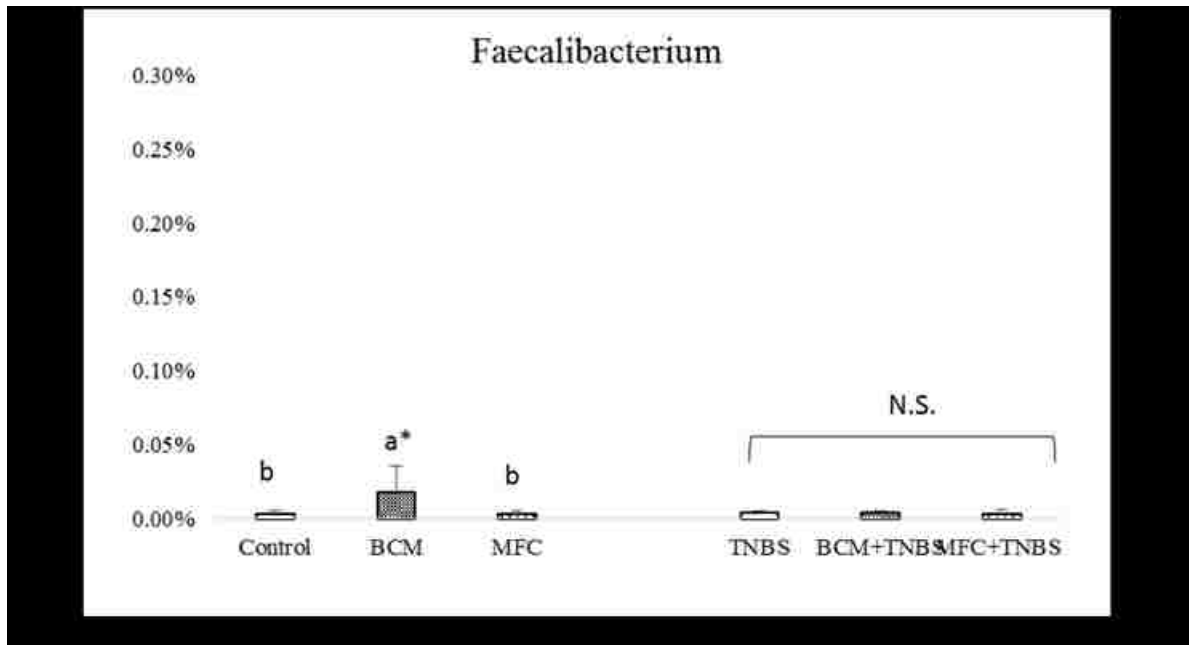 Faecalibacterium
0.30%
0.25%
0.20%
0.15%
0.10%
N.S.
0.05%
a*
b
b
0.00%
Control BCM MFC TNBS BCM+TNBS MFC+TNBS